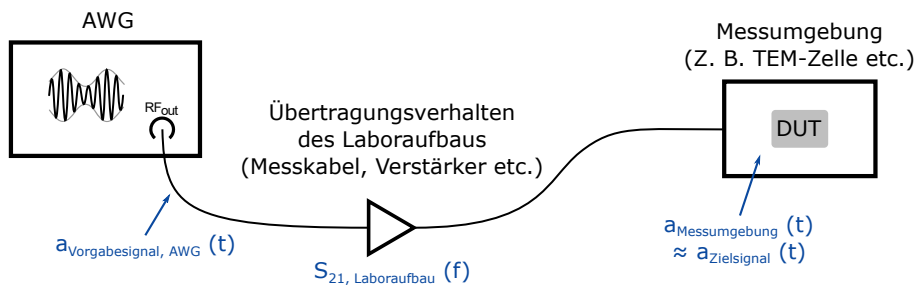 AWG
RFout
aVorgabesignal, AWG (t)
Übertragungsverhalten
des Laboraufbaus
(Messkabel, Verstärker etc.)
S21, Laboraufbau (f)
Messumgebung
(Z. B. TEM-Zelle etc.)
DUT
aMessumgebung (t)
≈ aZielsignal (t)